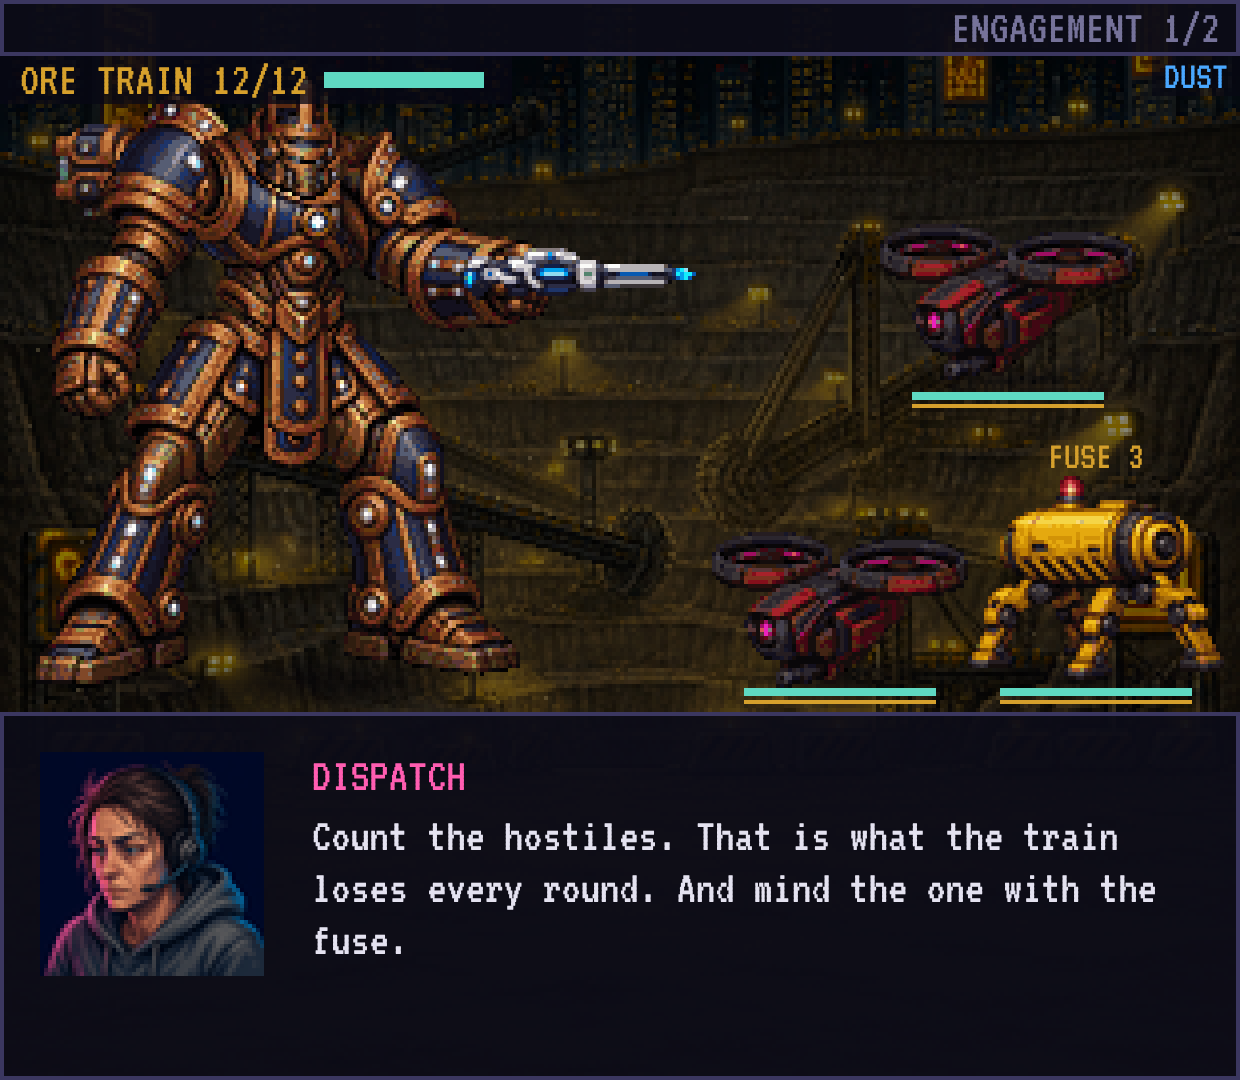 ENGAGEMENT 1/2
ORE TRAIN 12/12
DUST
FUSE 3
DISPATCH
Count the hostiles. That is what the train
loses every round. And mind the one with the
fuse.